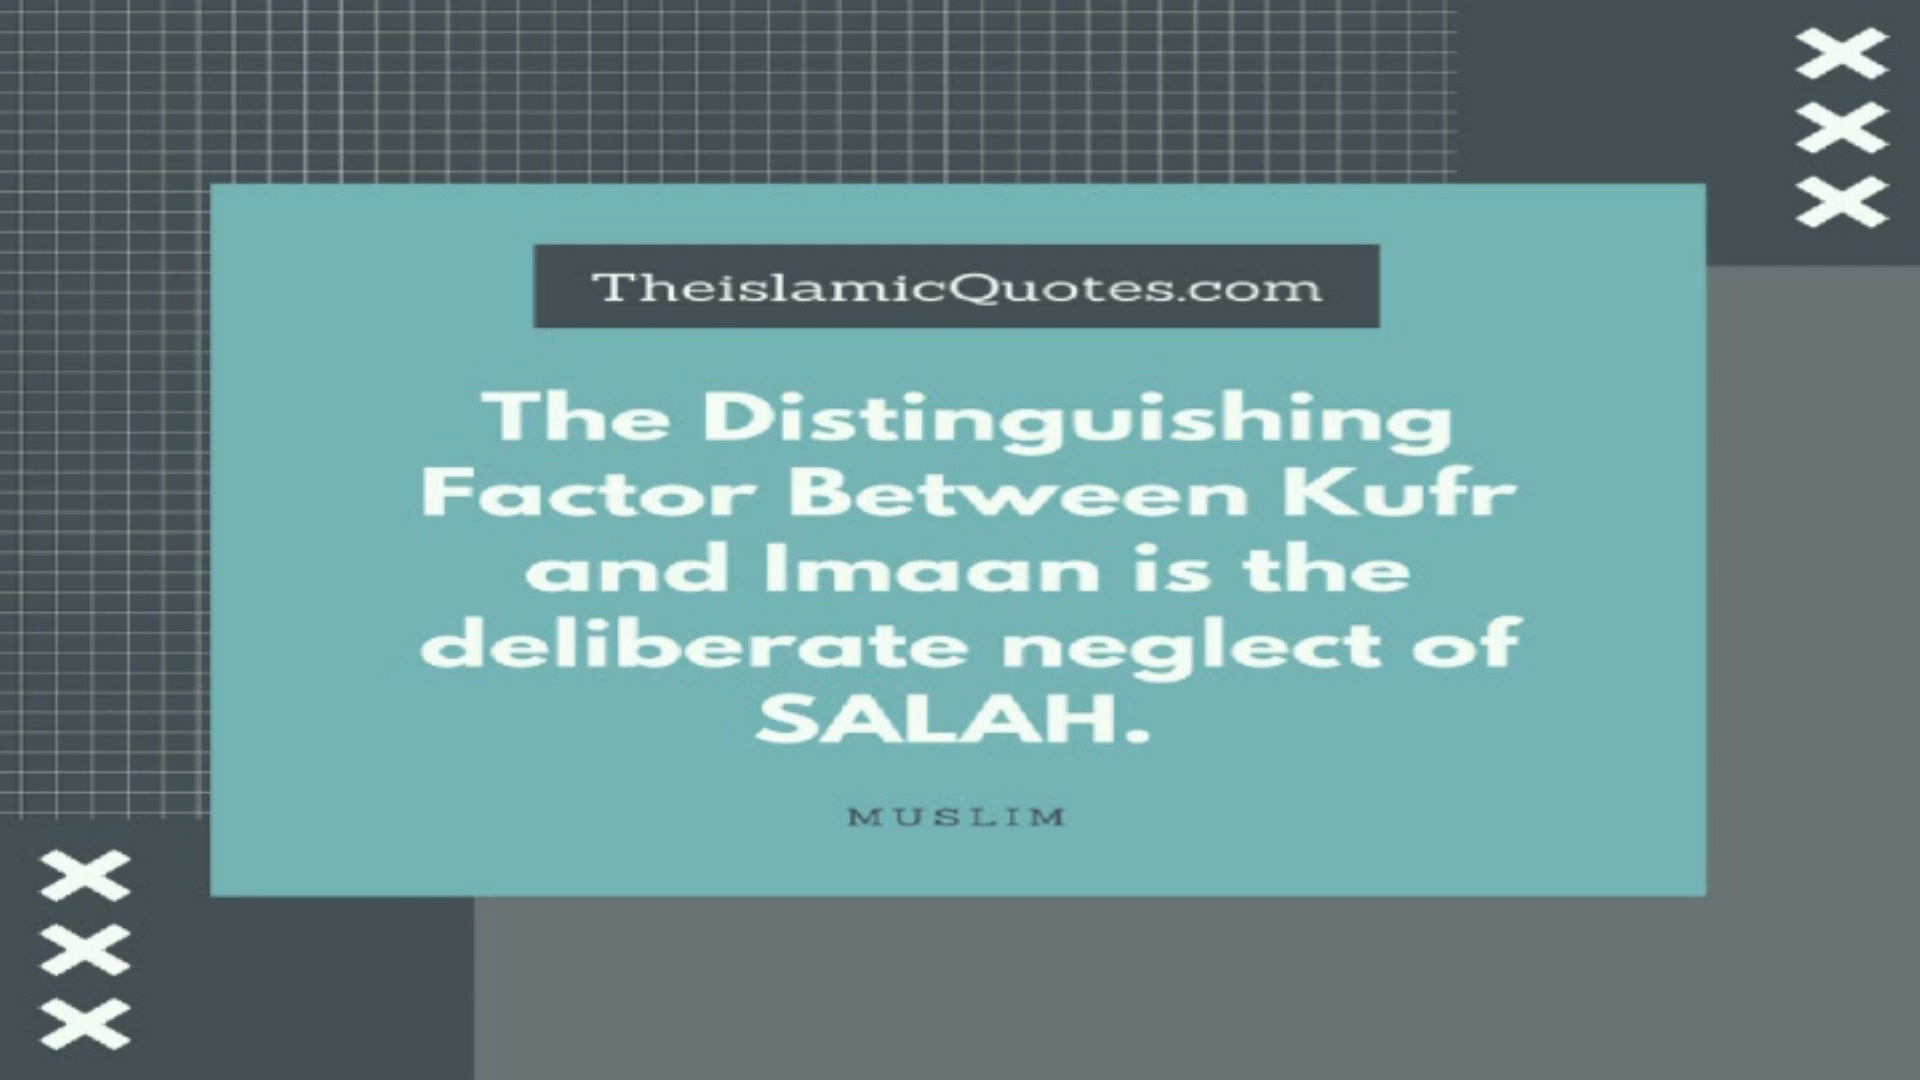 TheislamicQuotes.com
The Distinguishing
Factor Between Kufr
and Imaan is the
deliberate neglect of
SALAH.
MUSLIM